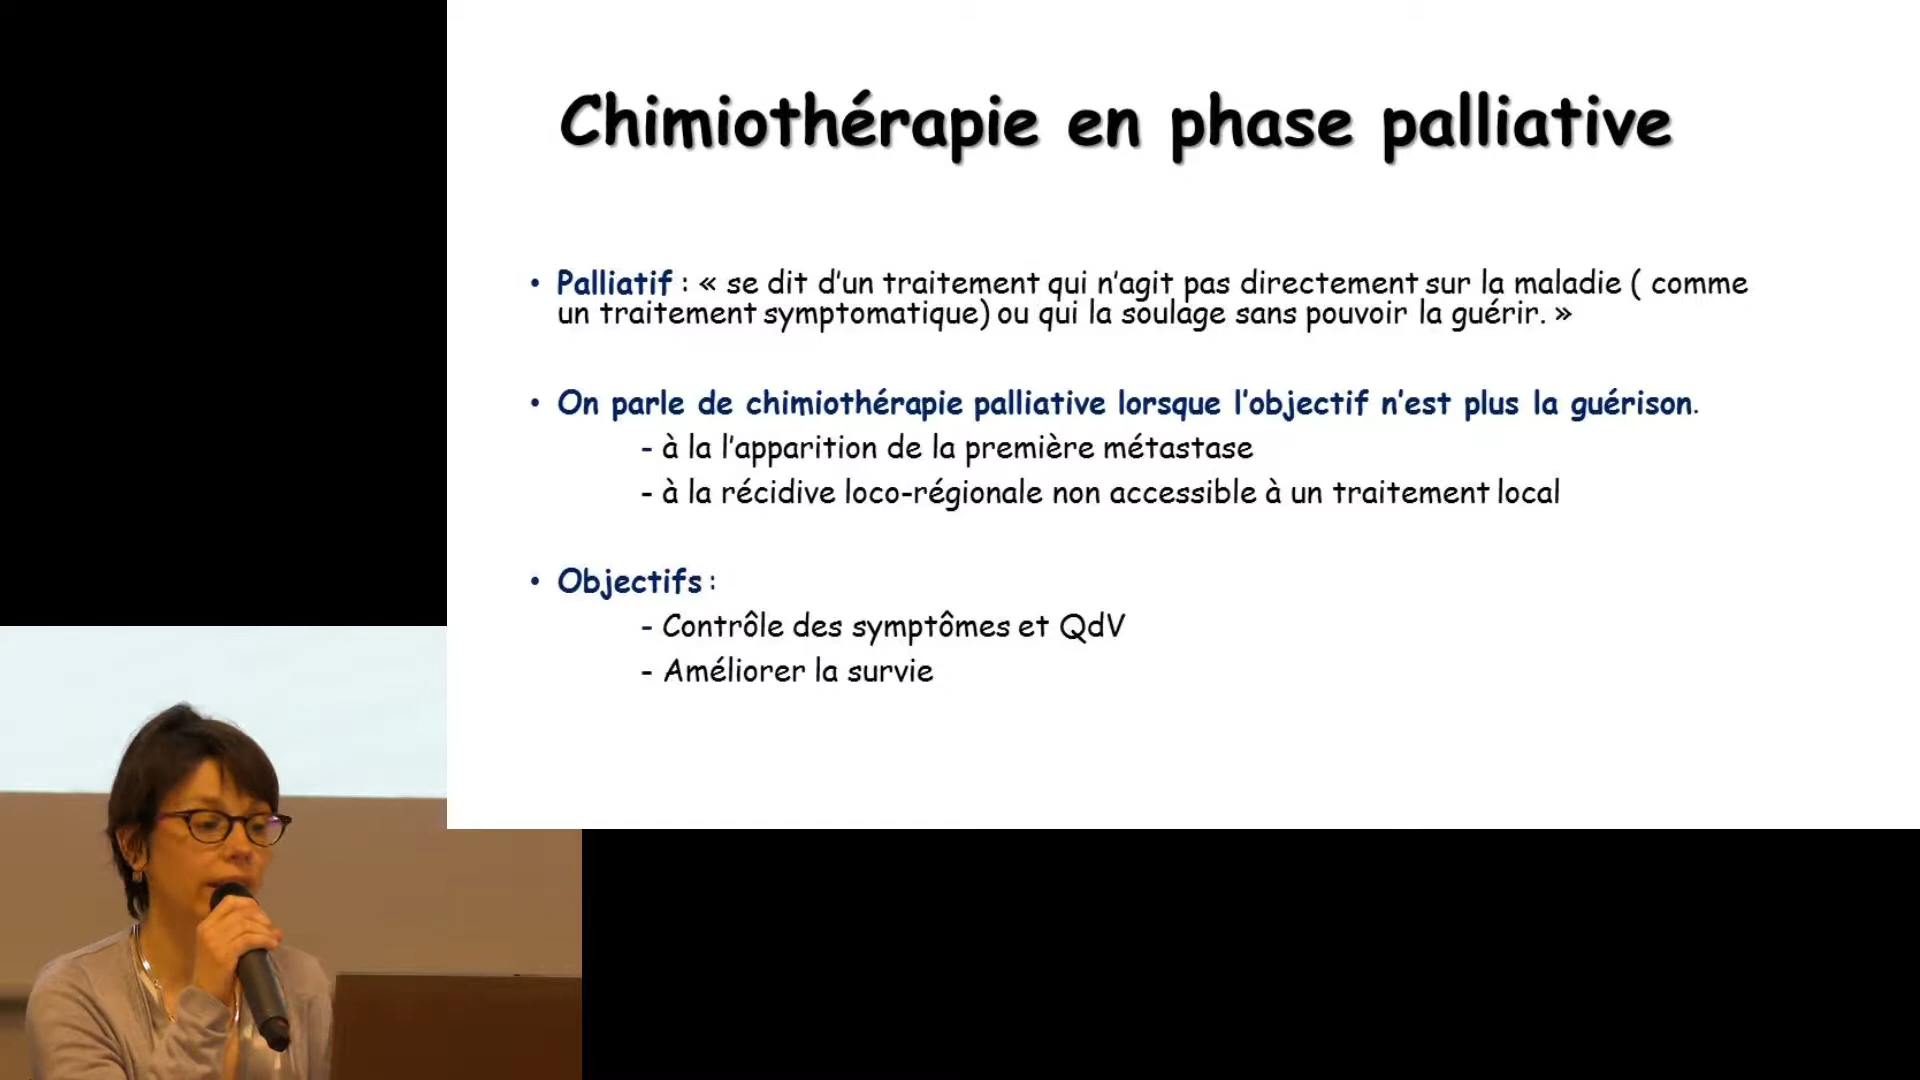 Chimiothérapie en phase palliative
• Palliatif : « se dit d’un traitement qui n’agit pas directement sur la maladie ( comme
un traitement symptomatique) ou qui la soulage sans pouvoir la guérir. »
• On parle de chimiothérapie palliative lorsque l’objectif n’est plus la guérison.
- à la l’apparition de la première métastase
- à la récidive loco-régionale non accessible à un traitement local
• Objectifs :
- Contrôle des symptômes et QdV
- Améliorer la survie